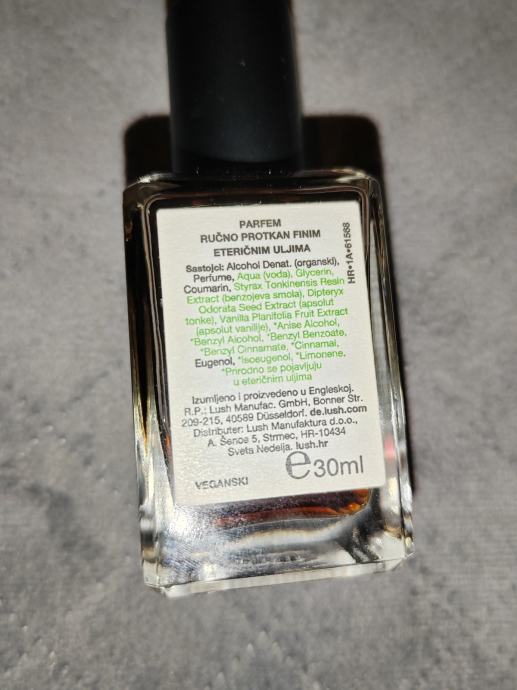 PARFEM
RUČNO PROTKAN FINIM
ETERIČNIM ULJIMA
Sastojci: Alcohol Denat. (organski),
Perfume, Aqua (voda), Glycerin,
Coumarin, Styrax Tonkinensis Resin
Extract (benzojeva smola), Dipteryx
Odorata Seed Extract (apsolut
tonke), Vanilla Planifolia Fruit Extract
(apsolut vanilije), *Anise Alcohol,
*Benzyl Alcohol, *Benzyl Benzoate,
*Benzyl Cinnamate, *Cinnamal,
Eugenol, *Isoeugenol, *Limonene.
*Prirodno se pojavljuju
u eteričnim uljima
HR•1A•61568
Izumljeno i proizvedeno u Engleskoj.
R.P.: Lush Manufac. GmbH, Bonner Str.
209-215, 40589 Düsseldorf. de.lush.com
Distributer: Lush Manufaktura d.o.o.,
A. Šenoe 5, Strmec, HR-10434
Sveta Nedelja. lush.hr
℮30ml
VEGANSKI